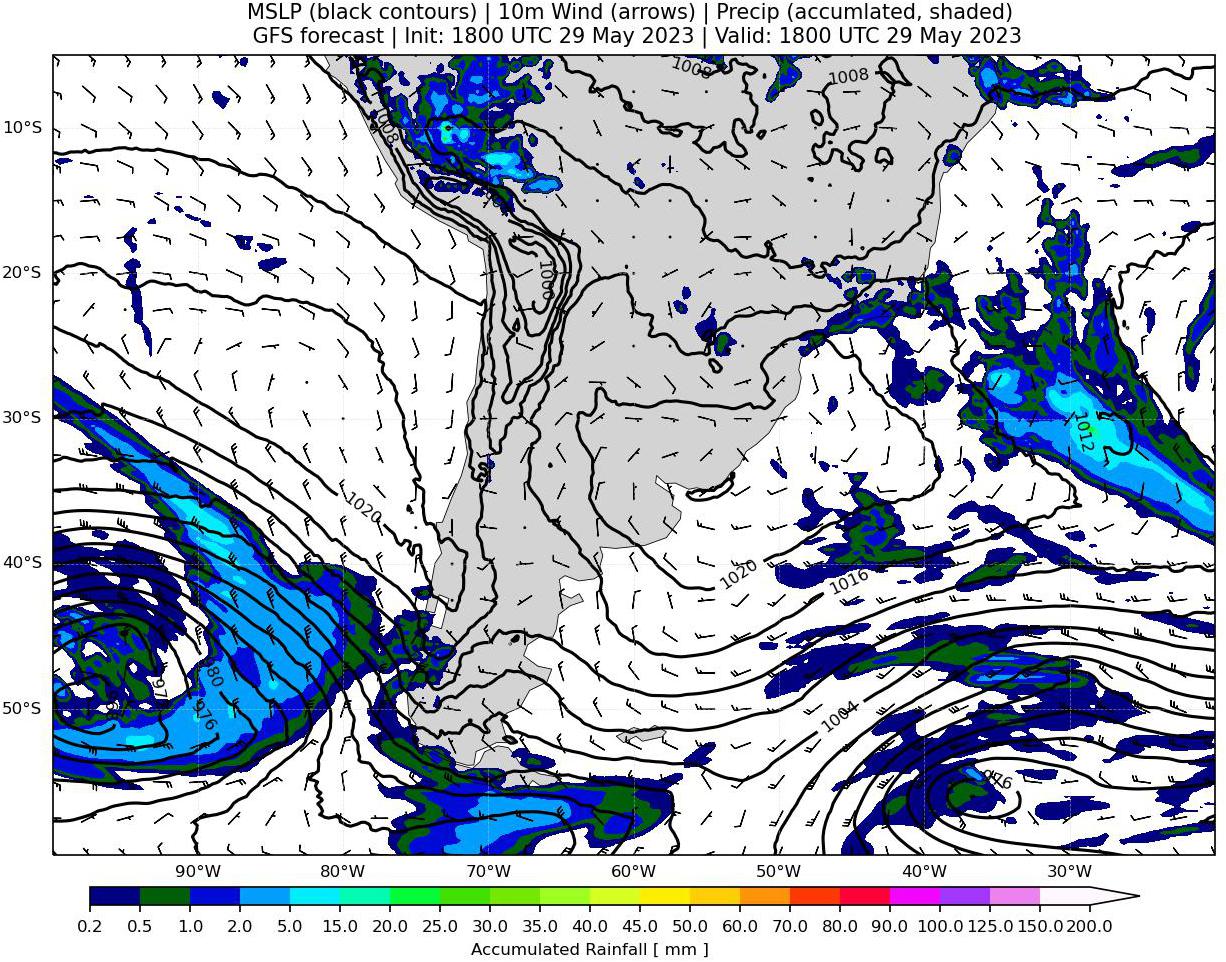 MSLP (black contours) | 10m Wind (arrows) | Precip (accumlated, shaded)
GFS forecast | Init: 1800 UTC 29 May 2023 | Valid: 1800 UTC 29 May 2023
1008
1008
1008
10°S
20°S
1000
30°S
1012
1020
40°S
1020
1016
980
976
50°S
1004
976
90°W 80°W 70°W 60°W 50°W 40°W 30°W
0.2 0.5 1.0 2.0 5.0 10.0 15.0 20.0 25.0 30.0 35.0 40.0 45.0 50.0 60.0 70.0 80.0 90.0 100.0 125.0 150.0 200.0
Accumulated Rainfall [ mm ]